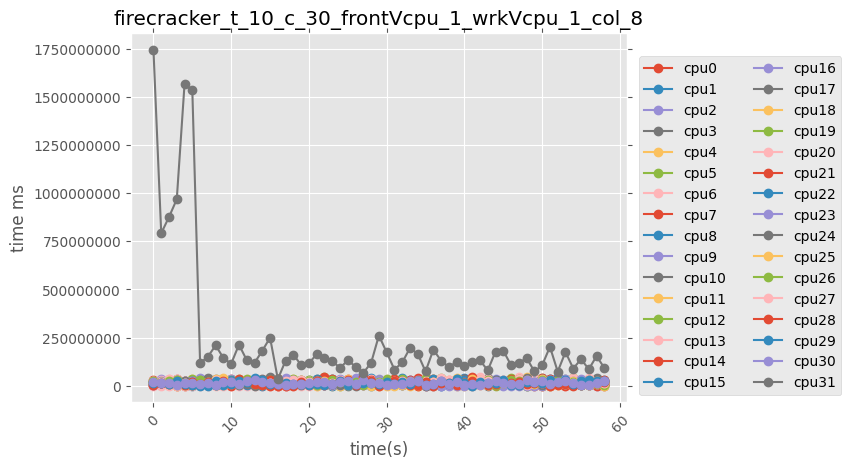 firecracker_t_10_c_30_frontVcpu_1_wrkVcpu_1_col_8
time ms
1750000000
1500000000
1250000000
1000000000
750000000
500000000
250000000
0
0 10 20 30 40 50 60
time(s)
cpu0 cpu16
cpu1 cpu17
cpu2 cpu18
cpu3 cpu19
cpu4 cpu20
cpu5 cpu21
cpu6 cpu22
cpu7 cpu23
cpu8 cpu24
cpu9 cpu25
cpu10 cpu26
cpu11 cpu27
cpu12 cpu28
cpu13 cpu29
cpu14 cpu30
cpu15 cpu31